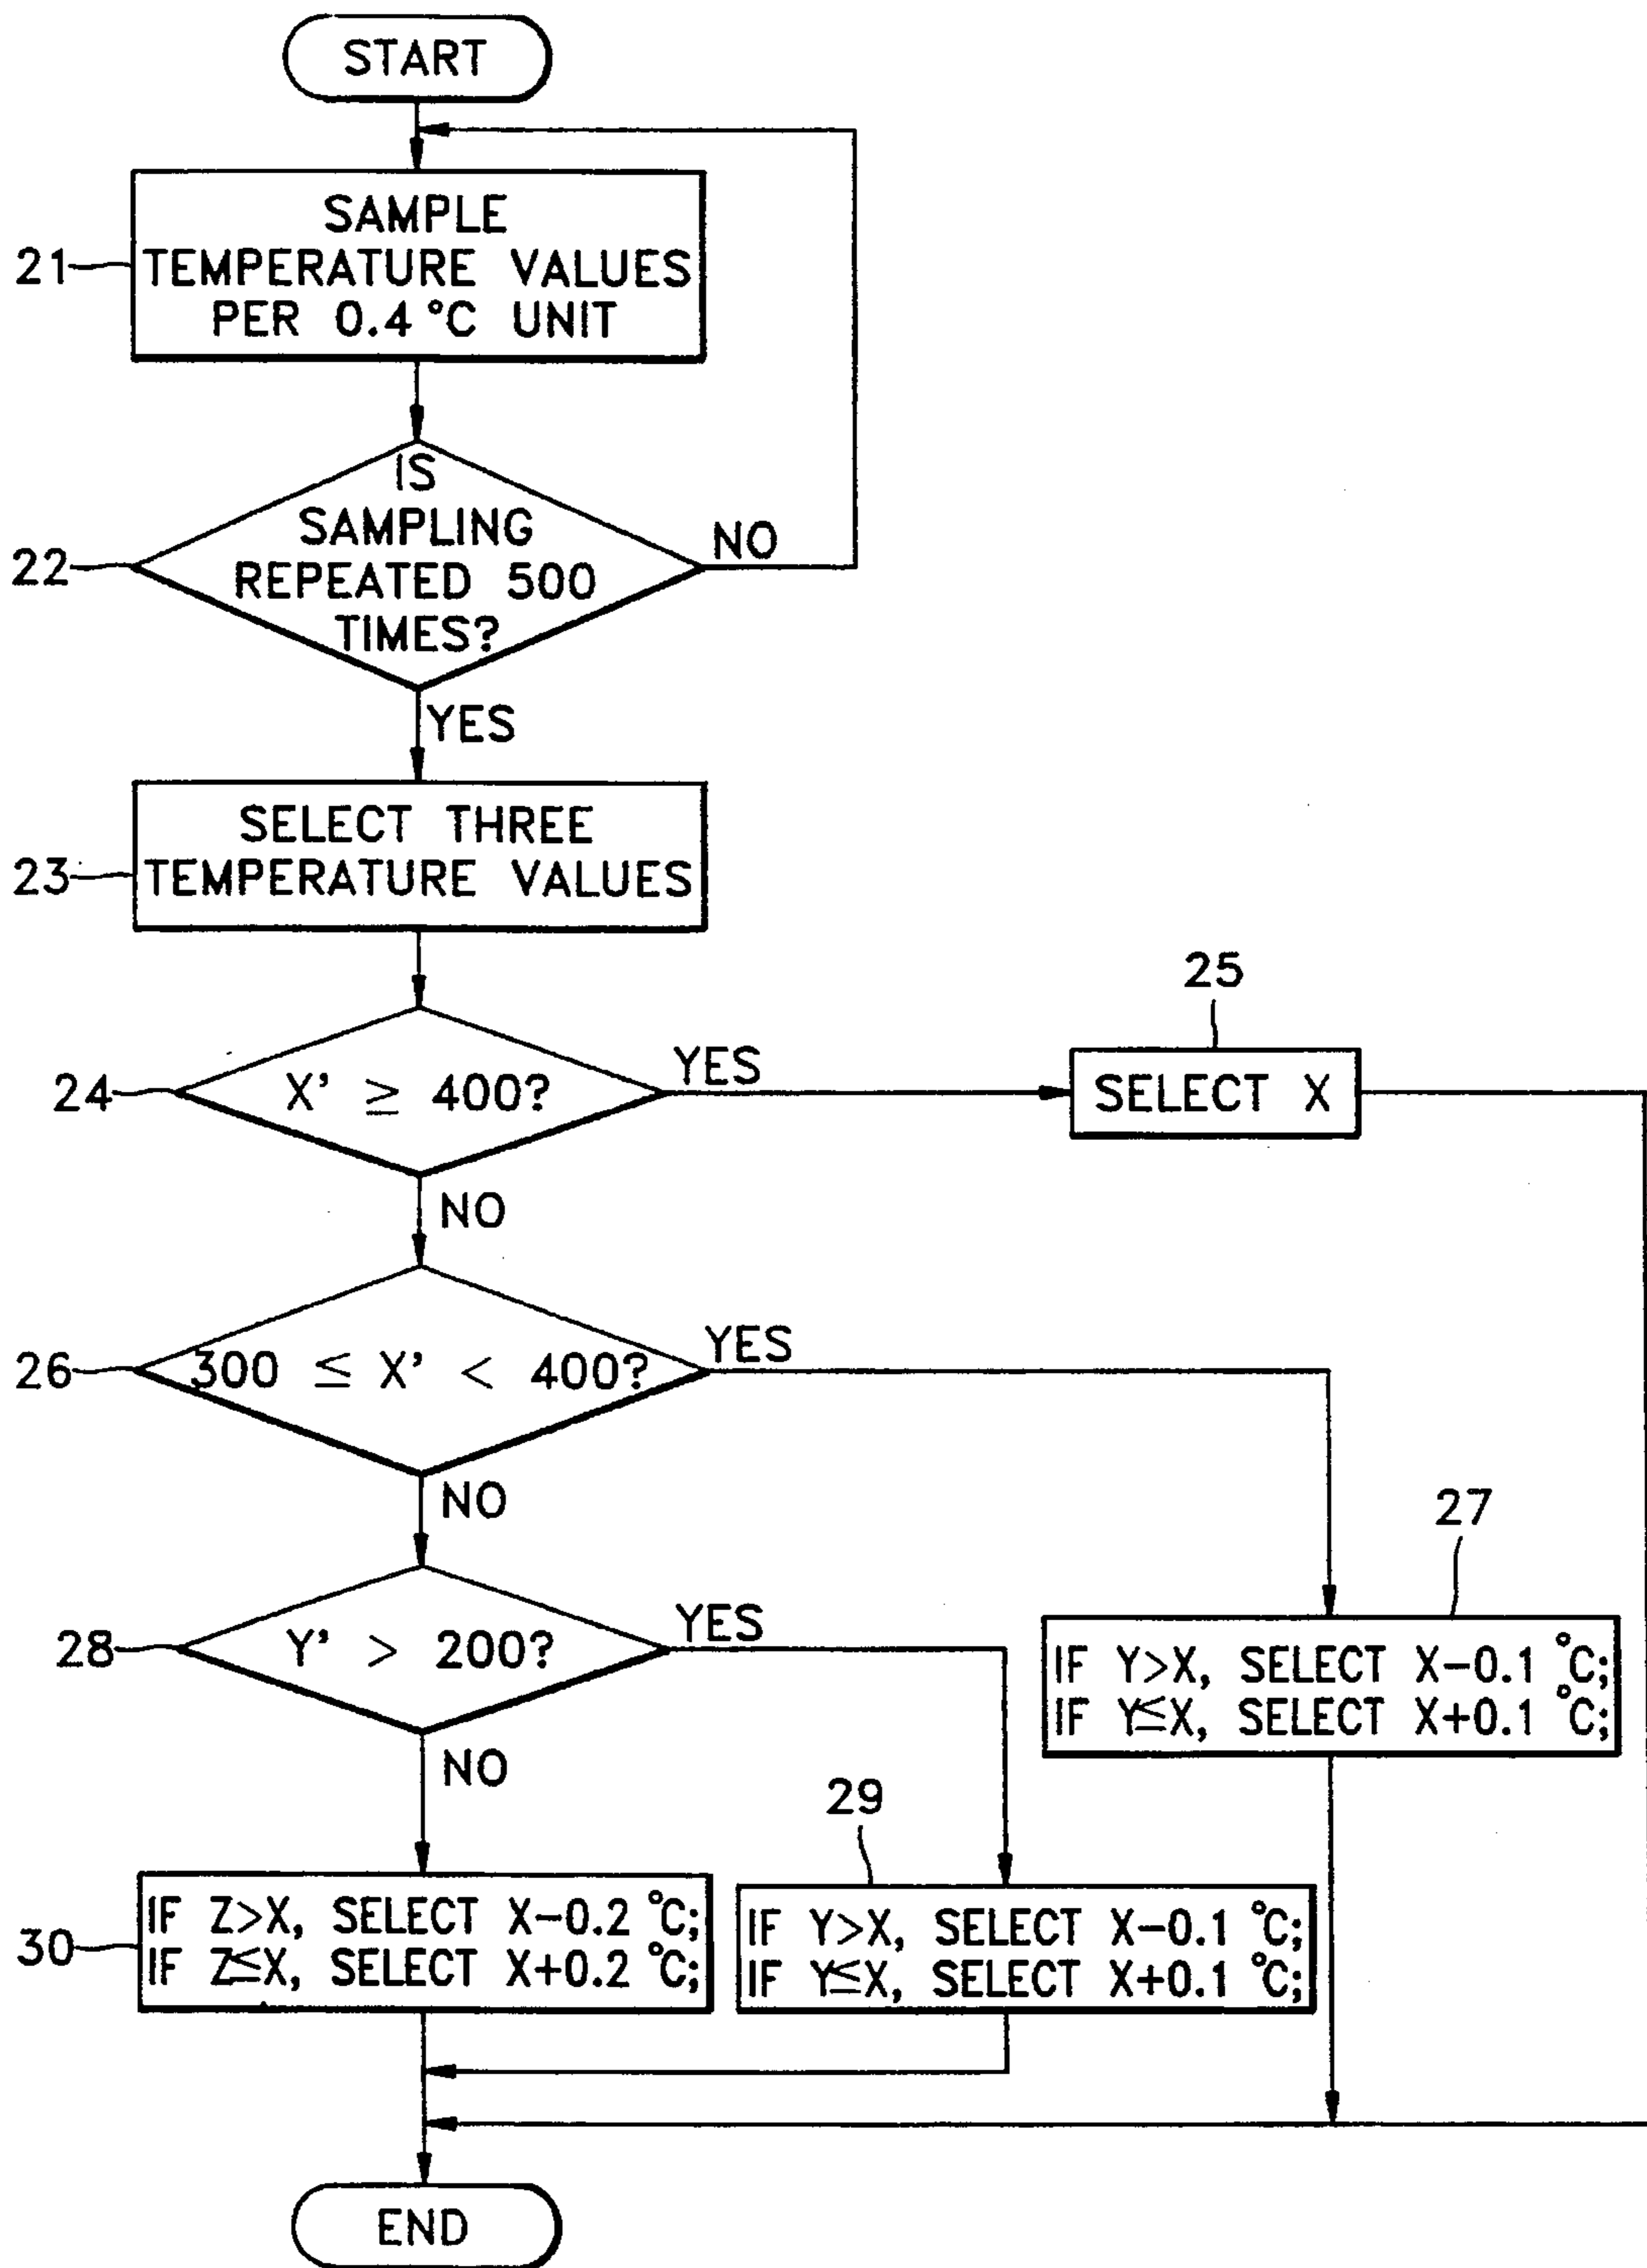 START
SAMPLE
21
TEMPERATURE VALUES
PER 0.4 °C UNIT
IS
SAMPLING
NO
22
REPEATED 500
TIMES?
YES
SELECT THREE
23
TEMPERATURE VALUES
25
24
X' ≥ 400?
YES
SELECT X
NO
26
300 ≤ X' < 400?
YES
NO
27
28
Y' > 200?
YES
IF Y>X, SELECT X-0.1 °C;
IF Y≤X, SELECT X+0.1 °C;
NO
29
30
IF Z>X, SELECT X-0.2 °C;
IF Z≤X, SELECT X+0.2 °C;
IF Y>X, SELECT X-0.1 °C;
IF Y≤X, SELECT X+0.1 °C;
END